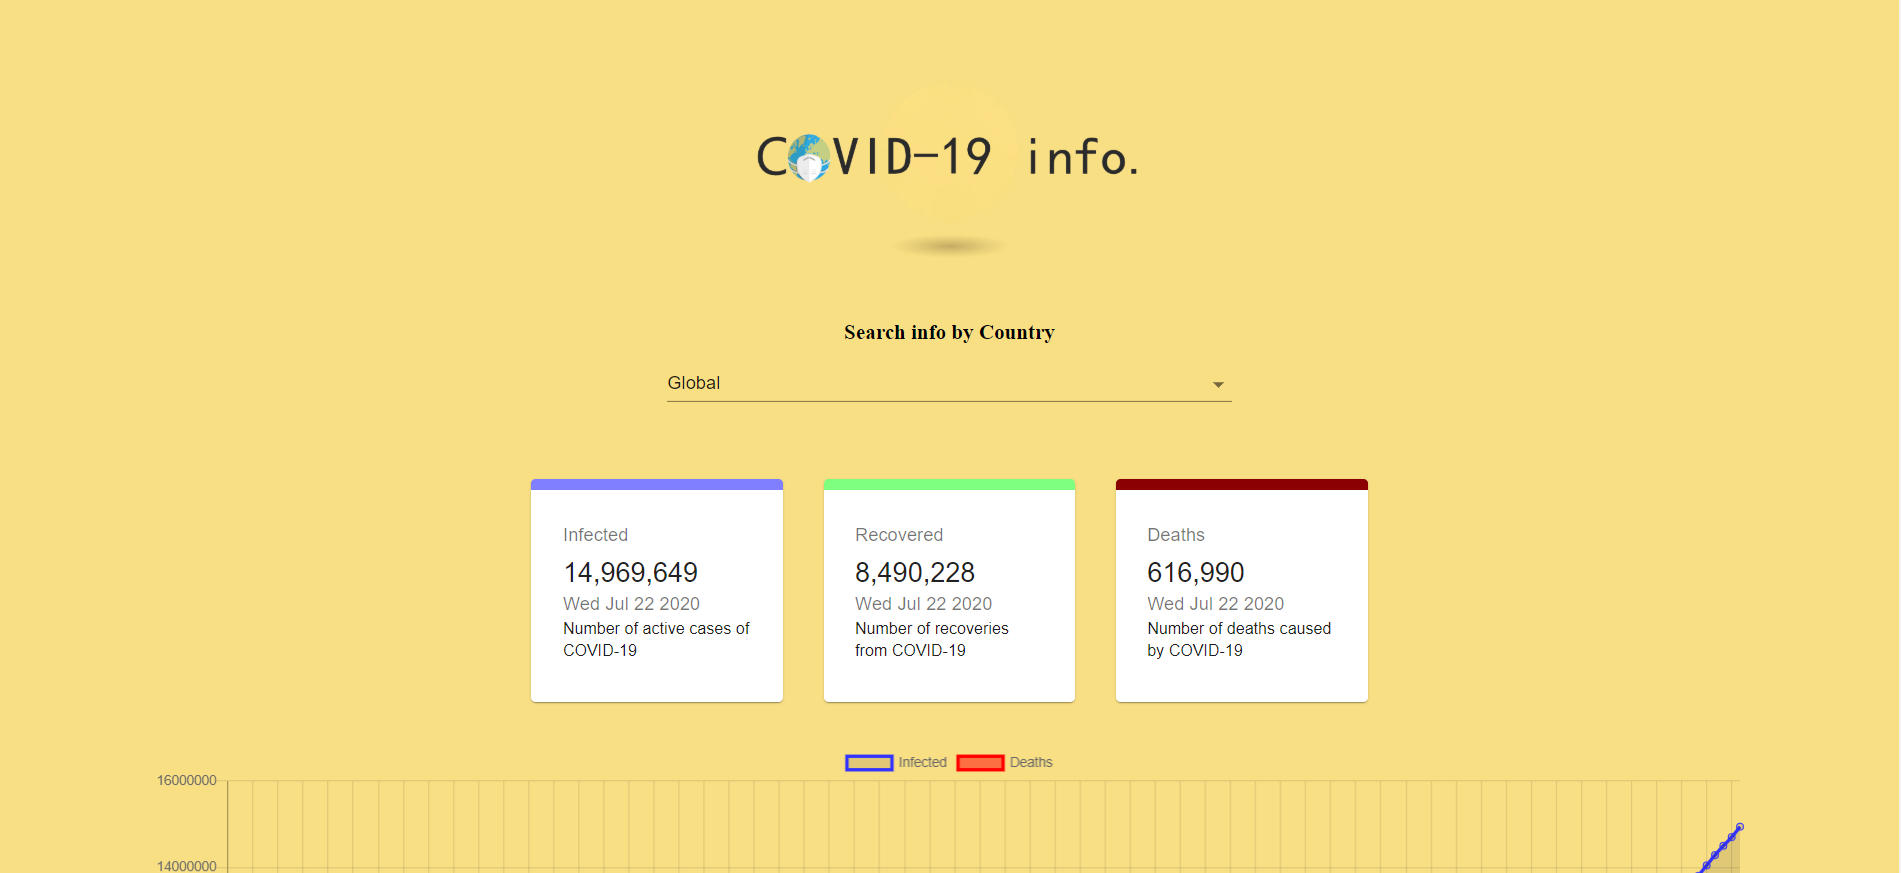 COVID-19 info.
Search info by Country
Global
Infected
14,969,649
Wed Jul 22 2020
Number of active cases of
COVID-19
Recovered
8,490,228
Wed Jul 22 2020
Number of recoveries
from COVID-19
Deaths
616,990
Wed Jul 22 2020
Number of deaths caused
by COVID-19
Infected Deaths
16000000
14000000